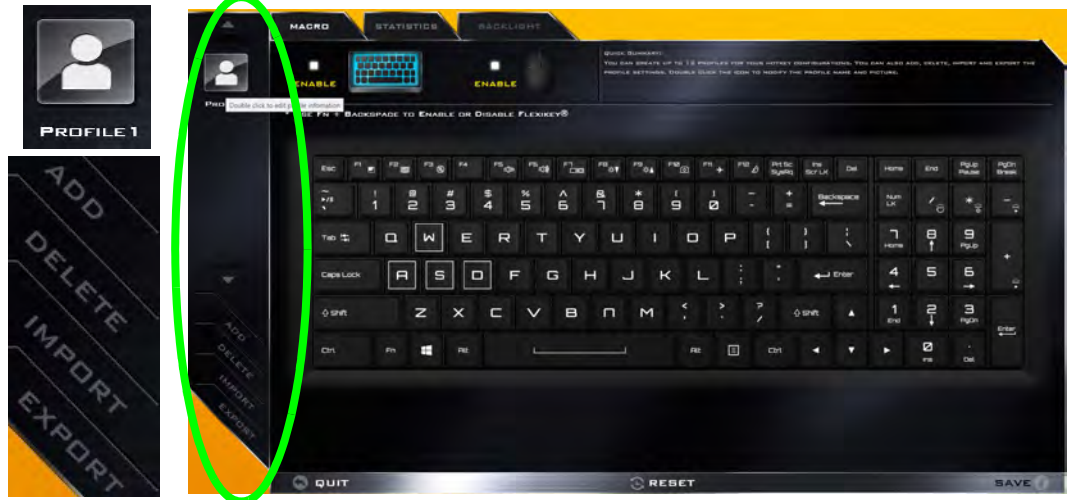 PROFILE 1
ADD
DELETE
IMPORT
EXPORT
MACRO
STATISTICS
BACKLIGHT
ENABLE
ENABLE
QUICK SUMMARY:
YOU CAN CREATE UP TO 12 PROFILES FOR YOUR HOTKEY CONFIGURATIONS. YOU CAN ALSO ADD, DELETE, IMPORT AND EXPORT THE
PROFILE SETTINGS. DOUBLE CLICK THE ICON TO MODIFY THE PROFILE NAME AND
PICTURE.
PRO
Double click to edit profile information
USE FN + BACKSPACE TO ENABLE OR DISABLE FLEXIKEY®
Esc F1 F2 F3 F4 F5 F6 F7 F8 F9 F10 F11 F12 Prt Sc SysRq Ins Scr LK Del Home End PgUp Pause PgDn Break
~ ` ! 1 @ 2 # 3 $ 4 % 5 ^ 6 & 7 * 8 ( 9 ) 0 _ - + = Backspace Num LK / * -
Tab Q W E R T Y U I O P { [ } ] | \ 7 Home 8 9 PgUp +
Caps Lock A S D F G H J K L : ; " ' Enter 4 5 6
Shift Z X C V B N M < , > . ? / Shift 1 End 2 3 PgDn Enter
Ctrl Fn Alt Alt Ctrl 0 Ins . Del
ADD
DELETE
IMPORT
EXPORT
QUIT
RESET
SAVE